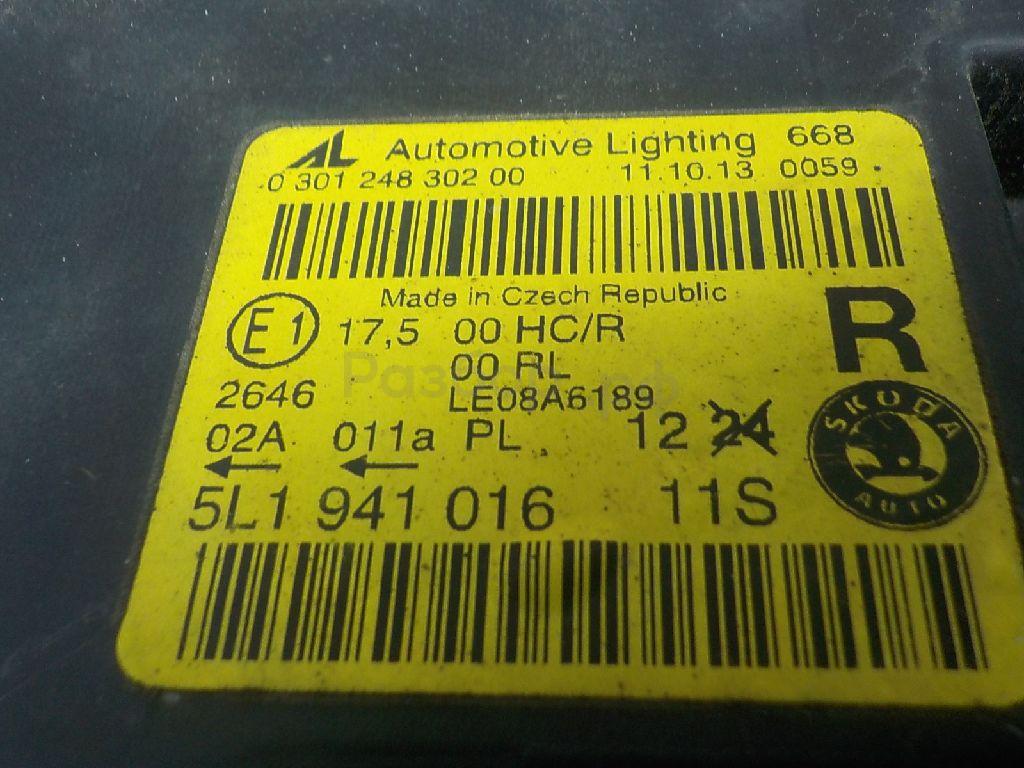 AL Automotive Lighting 668
0 301 248 302 00 11.10.13 0059
Made in Czech Republic
E1 17,5 00 HC/R R
00 RL
2646 LE08A6189
02A 011a PL 12 24
SKODA
AUTO
5L1 941 016 11S